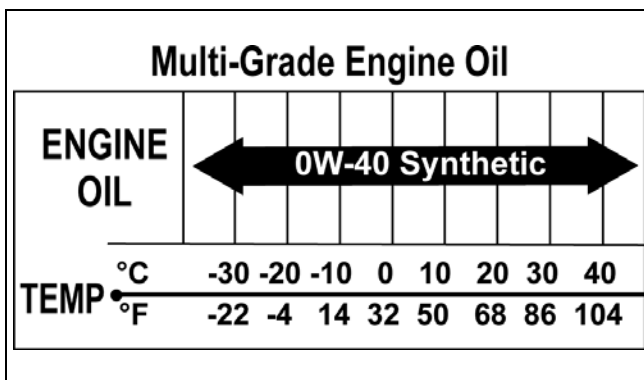 Multi-Grade Engine Oil
ENGINE
OIL
0W-40 Synthetic
°C -30 -20 -10 0 10 20 30 40
TEMP
°F -22 -4 14 32 50 68 86 104